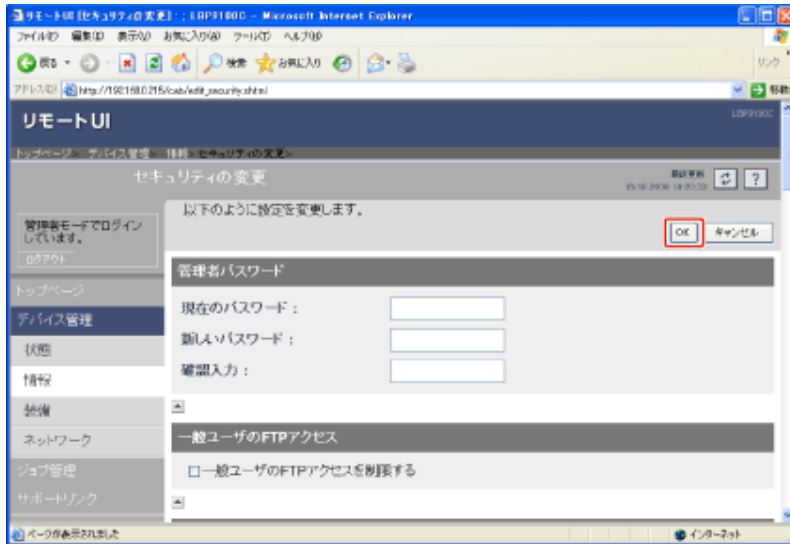 リモートUI [セキュリティの変更] : ; LBP9100C - Microsoft Internet Explorer
ファイル(F) 編集(E) 表示(V) お気に入り(A) ツール(T) ヘルプ(H)
戻る 検索 お気に入り リンク
アドレス(D) http://192.168.0.215/cab/edit_security.shtml 移動
リモートUI LBP9100C
トップページ> デバイス管理> 情報> セキュリティの変更>
セキュリティの変更 最終更新
以下のように設定を変更します。
管理者モードでログイン
しています。
OK キャンセル
ログアウト
トップページ
デバイス管理
状態
情報
装備
ネットワーク
ジョブ管理
サポートリンク
管理者パスワード
現在のパスワード :
新しいパスワード :
確認入力 :
一般ユーザのFTPアクセス
一般ユーザのFTPアクセスを制限する
ページが表示されました インターネット